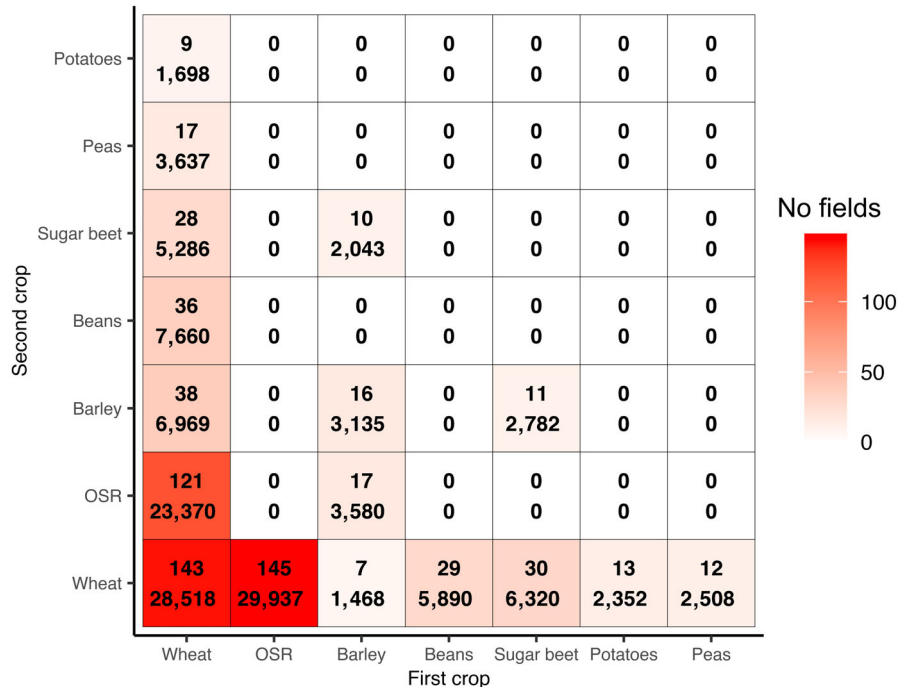 Potatoes 9 0 0 0 0 0 0
1,698 0 0 0 0 0 0
Peas 17 0 0 0 0 0 0
3,637 0 0 0 0 0 0
Sugar beet 28 0 10 0 0 0 0
5,286 0 2,043 0 0 0 0
Beans 36 0 0 0 0 0 0
7,660 0 0 0 0 0 0
Barley 38 0 16 0 11 0 0
6,969 0 3,135 0 2,782 0 0
OSR 121 0 17 0 0 0 0
23,370 0 3,580 0 0 0 0
Wheat 143 145 7 29 30 13 12
28,518 29,937 1,468 5,890 6,320 2,352 2,508
Wheat OSR Barley Beans Sugar beet Potatoes Peas
First crop
Second crop
No fields
100
50
0